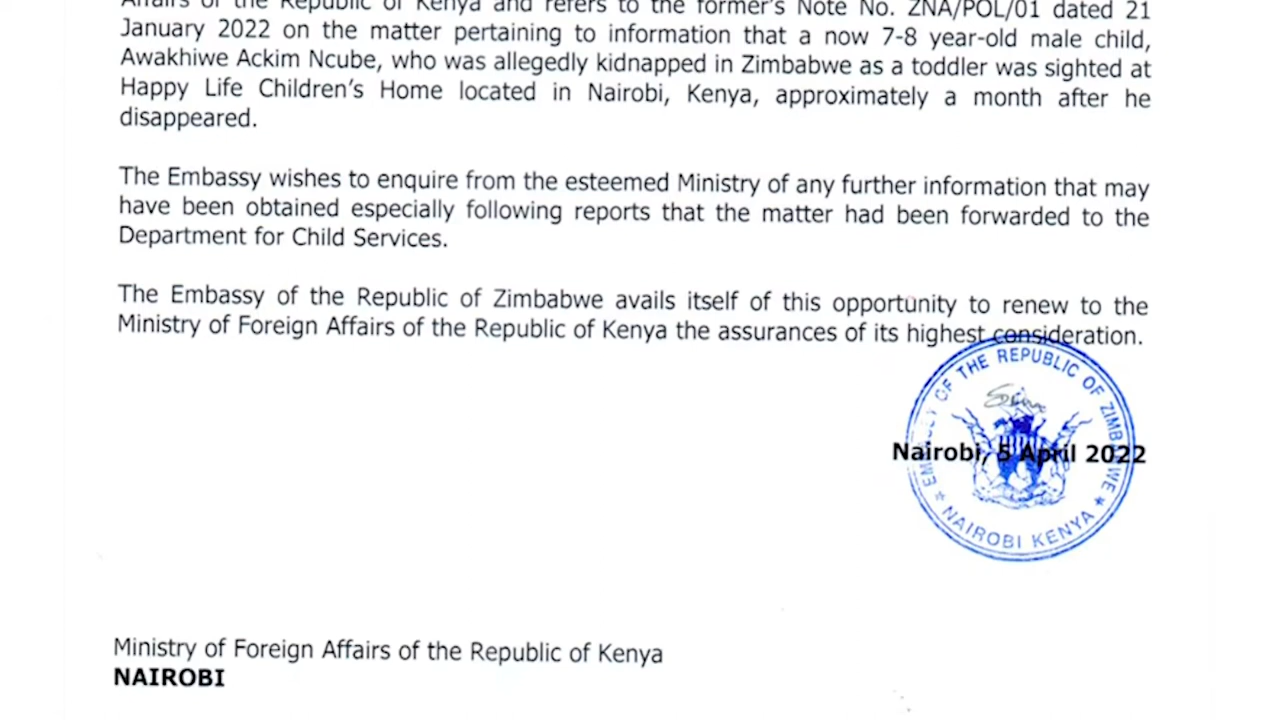 Affairs of the Republic of Kenya and refers to the former's Note No. ZNA/POL/01 dated 21
January 2022 on the matter pertaining to information that a now 7-8 year-old male child,
Awakhiwe Ackim Ncube, who was allegedly kidnapped in Zimbabwe as a toddler was sighted at
Happy Life Children's Home located in Nairobi, Kenya, approximately a month after he
disappeared.
The Embassy wishes to enquire from the esteemed Ministry of any further information that may
have been obtained especially following reports that the matter had been forwarded to the
Department for Child Services.
The Embassy of the Republic of Zimbabwe avails itself of this opportunity to renew to the
Ministry of Foreign Affairs of the Republic of Kenya the assurances of its highest consideration.
EMBASSY OF THE REPUBLIC OF ZIMBABWE
Nairobi, 5 April 2022
* NAIROBI KENYA *
Ministry of Foreign Affairs of the Republic of Kenya
NAIROBI